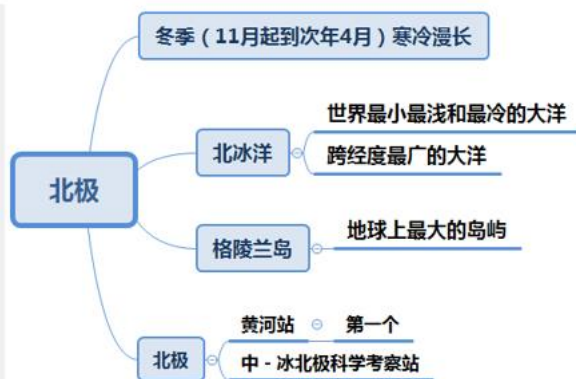 冬季（11月起到次年4月）寒冷漫长
世界最小最浅和最冷的大洋
北冰洋
跨经度最广的大洋
北极
地球上最大的岛屿
格陵兰岛
黄河站 第一个
北极
中 - 冰北极科学考察站